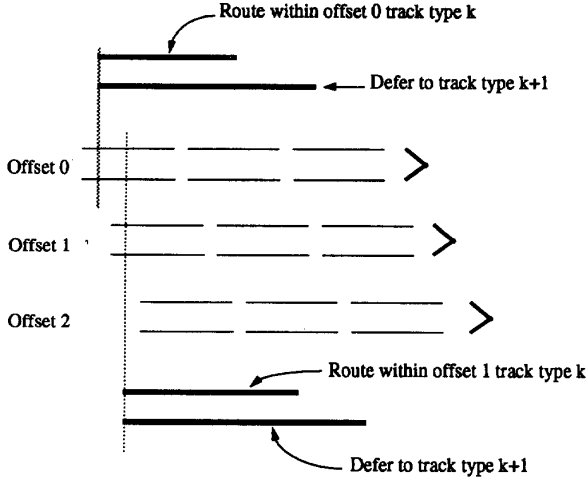 Route within offset 0 track type k
Defer to track type k+1
Offset 0
Offset 1
Offset 2
Route within offset 1 track type k
Defer to track type k+1